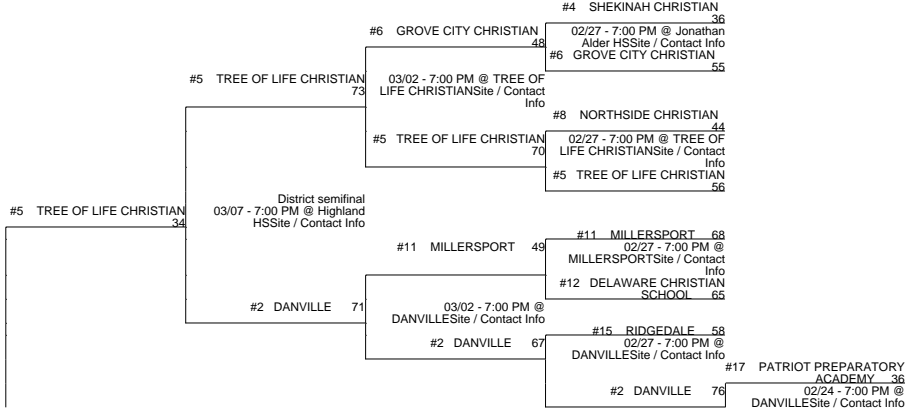 #4 SHEKINAH CHRISTIAN
36
#6 GROVE CITY CHRISTIAN
48
02/27 - 7:00 PM @ Jonathan
Alder HSSite / Contact Info
#6 GROVE CITY CHRISTIAN
55
#5 TREE OF LIFE CHRISTIAN
73
03/02 - 7:00 PM @ TREE OF
LIFE CHRISTIANSite / Contact
Info
#8 NORTHSIDE CHRISTIAN
44
#5 TREE OF LIFE CHRISTIAN
70
02/27 - 7:00 PM @ TREE OF
LIFE CHRISTIANSite / Contact
Info
#5 TREE OF LIFE CHRISTIAN
56
#5 TREE OF LIFE CHRISTIAN
34
District semifinal
03/07 - 7:00 PM @ Highland
HSSite / Contact Info
#11 MILLERSPORT 68
#11 MILLERSPORT 49
02/27 - 7:00 PM @
MILLERSPORTSite / Contact
Info
#12 DELAWARE CHRISTIAN
SCHOOL 65
#2 DANVILLE 71
03/02 - 7:00 PM @
DANVILLESite / Contact Info
#15 RIDGEDALE 58
#2 DANVILLE 67
02/27 - 7:00 PM @
DANVILLESite / Contact Info
#17 PATRIOT PREPARATORY
ACADEMY 36
#2 DANVILLE 76
02/24 - 7:00 PM @
DANVILLESite / Contact Info